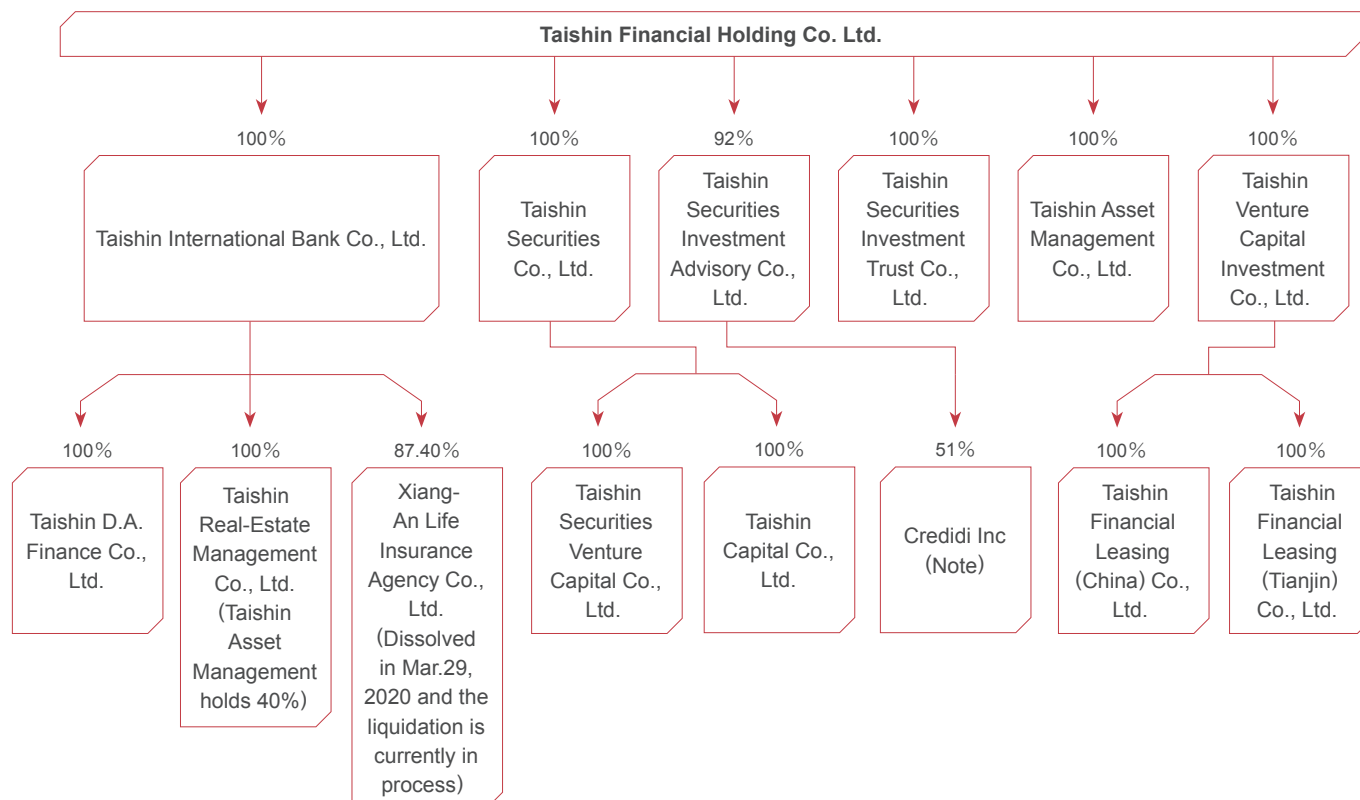 Taishin Financial Holding Co. Ltd.
100%
100%
92%
100%
100%
100%
Taishin International Bank Co., Ltd.
Taishin
Securities
Co., Ltd.
Taishin
Securities
Investment
Advisory Co.,
Ltd.
Taishin
Securities
Investment
Trust Co.,
Ltd.
Taishin Asset
Management
Co., Ltd.
Taishin
Venture
Capital
Investment
Co., Ltd.
100%
100%
87.40%
100%
100%
51%
100%
100%
Taishin D.A.
Finance Co.,
Ltd.
Taishin
Real-Estate
Management
Co., Ltd.
(Taishin
Asset
Management
holds 40%)
Xiang-
An Life
Insurance
Agency Co.,
Ltd.
(Dissolved
in Mar.29,
2020 and the
liquidation is
currently in
process)
Taishin
Securities
Venture
Capital Co.,
Ltd.
Taishin
Capital Co.,
Ltd.
Credidi Inc
(Note)
Taishin
Financial
Leasing
(China) Co.,
Ltd.
Taishin
Financial
Leasing
(Tianjin)
Co., Ltd.